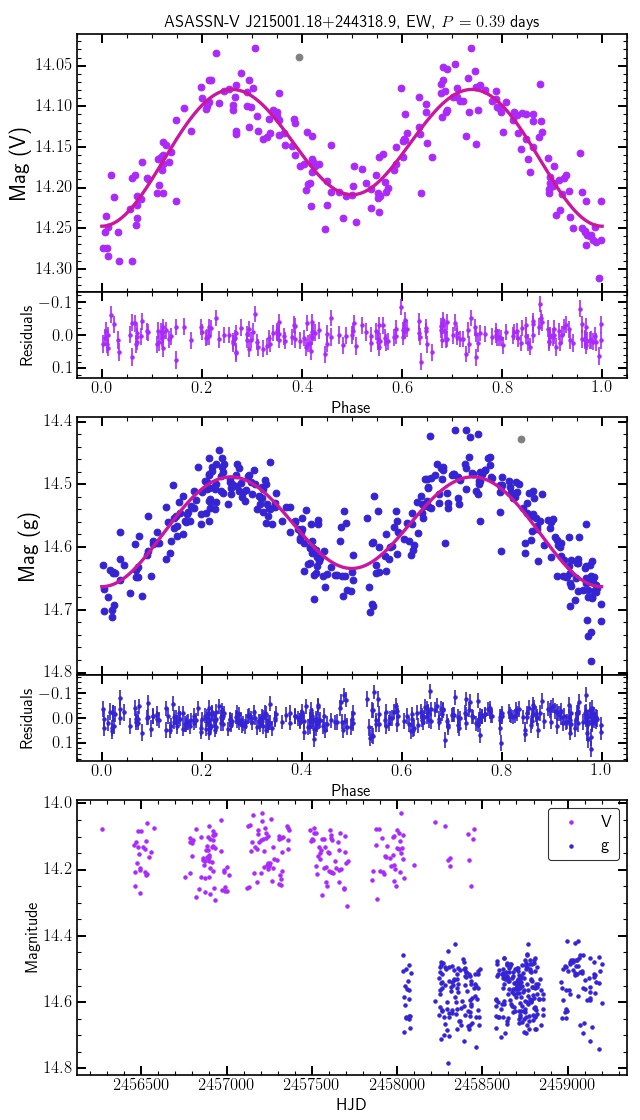 ASASSN-V J215001.18+244318.9, EW, P = 0.39 days
Mag (V)
14.05
14.10
14.15
14.20
14.25
14.30
Residuals
−0.1
0.0
0.1
0.0 0.2 0.4 0.6 0.8 1.0
Phase
Mag (g)
14.4
14.5
14.6
14.7
14.8
Residuals
−0.1
0.0
0.1
0.0 0.2 0.4 0.6 0.8 1.0
Phase
Magnitude
14.0
14.2
14.4
14.6
14.8
V
g
2456500 2457000 2457500 2458000 2458500 2459000
HJD